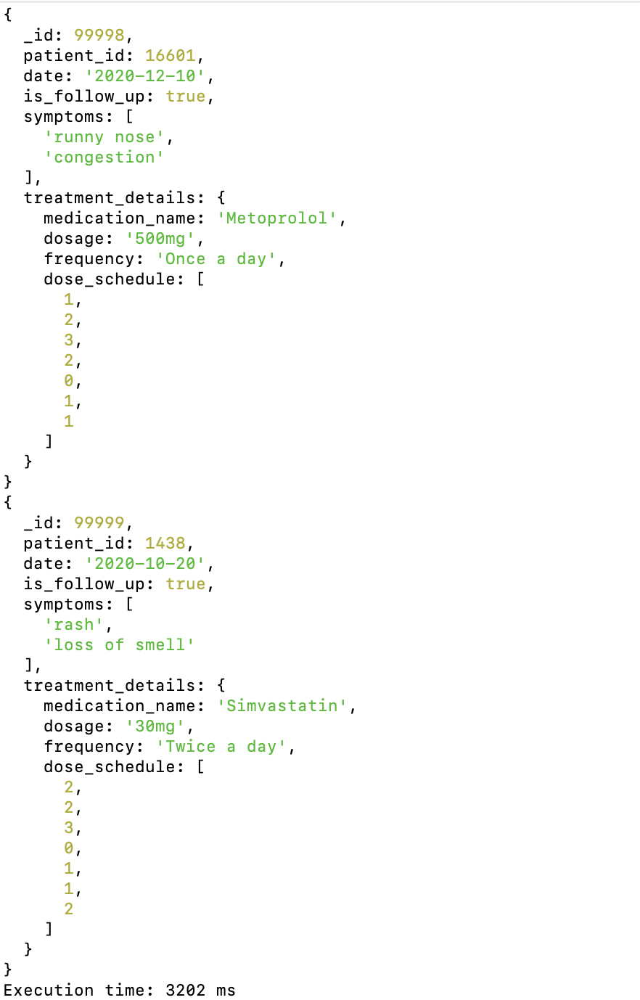 {
  _id: 99998,
  patient_id: 16601,
  date: '2020-12-10',
  is_follow_up: true,
  symptoms: [
    'runny nose',
    'congestion'
  ],
  treatment_details: {
    medication_name: 'Metoprolol',
    dosage: '500mg',
    frequency: 'Once a day',
    dose_schedule: [
      1,
      2,
      3,
      2,
      0,
      1,
      1
    ]
  }
}
{
  _id: 99999,
  patient_id: 1438,
  date: '2020-10-20',
  is_follow_up: true,
  symptoms: [
    'rash',
    'loss of smell'
  ],
  treatment_details: {
    medication_name: 'Simvastatin',
    dosage: '30mg',
    frequency: 'Twice a day',
    dose_schedule: [
      2,
      2,
      3,
      0,
      1,
      1,
      2
    ]
  }
}
Execution time: 3202 ms